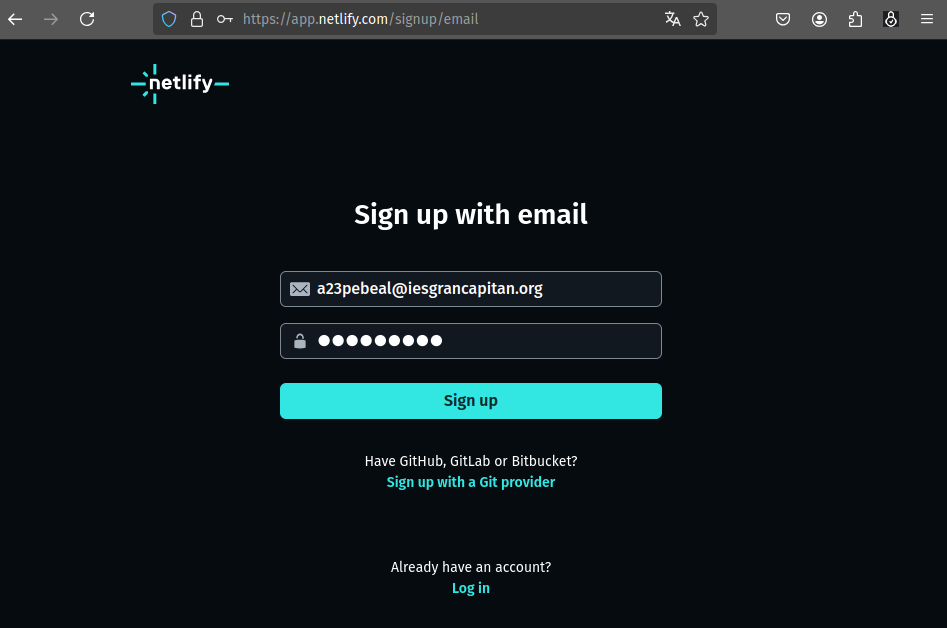 https://app.netlify.com/signup/email
netlify
Sign up with email
a23pebeal@iesgrancapitan.org
●●●●●●●●●
Sign up
Have GitHub, GitLab or Bitbucket?
Sign up with a Git provider
Already have an account?
Log in